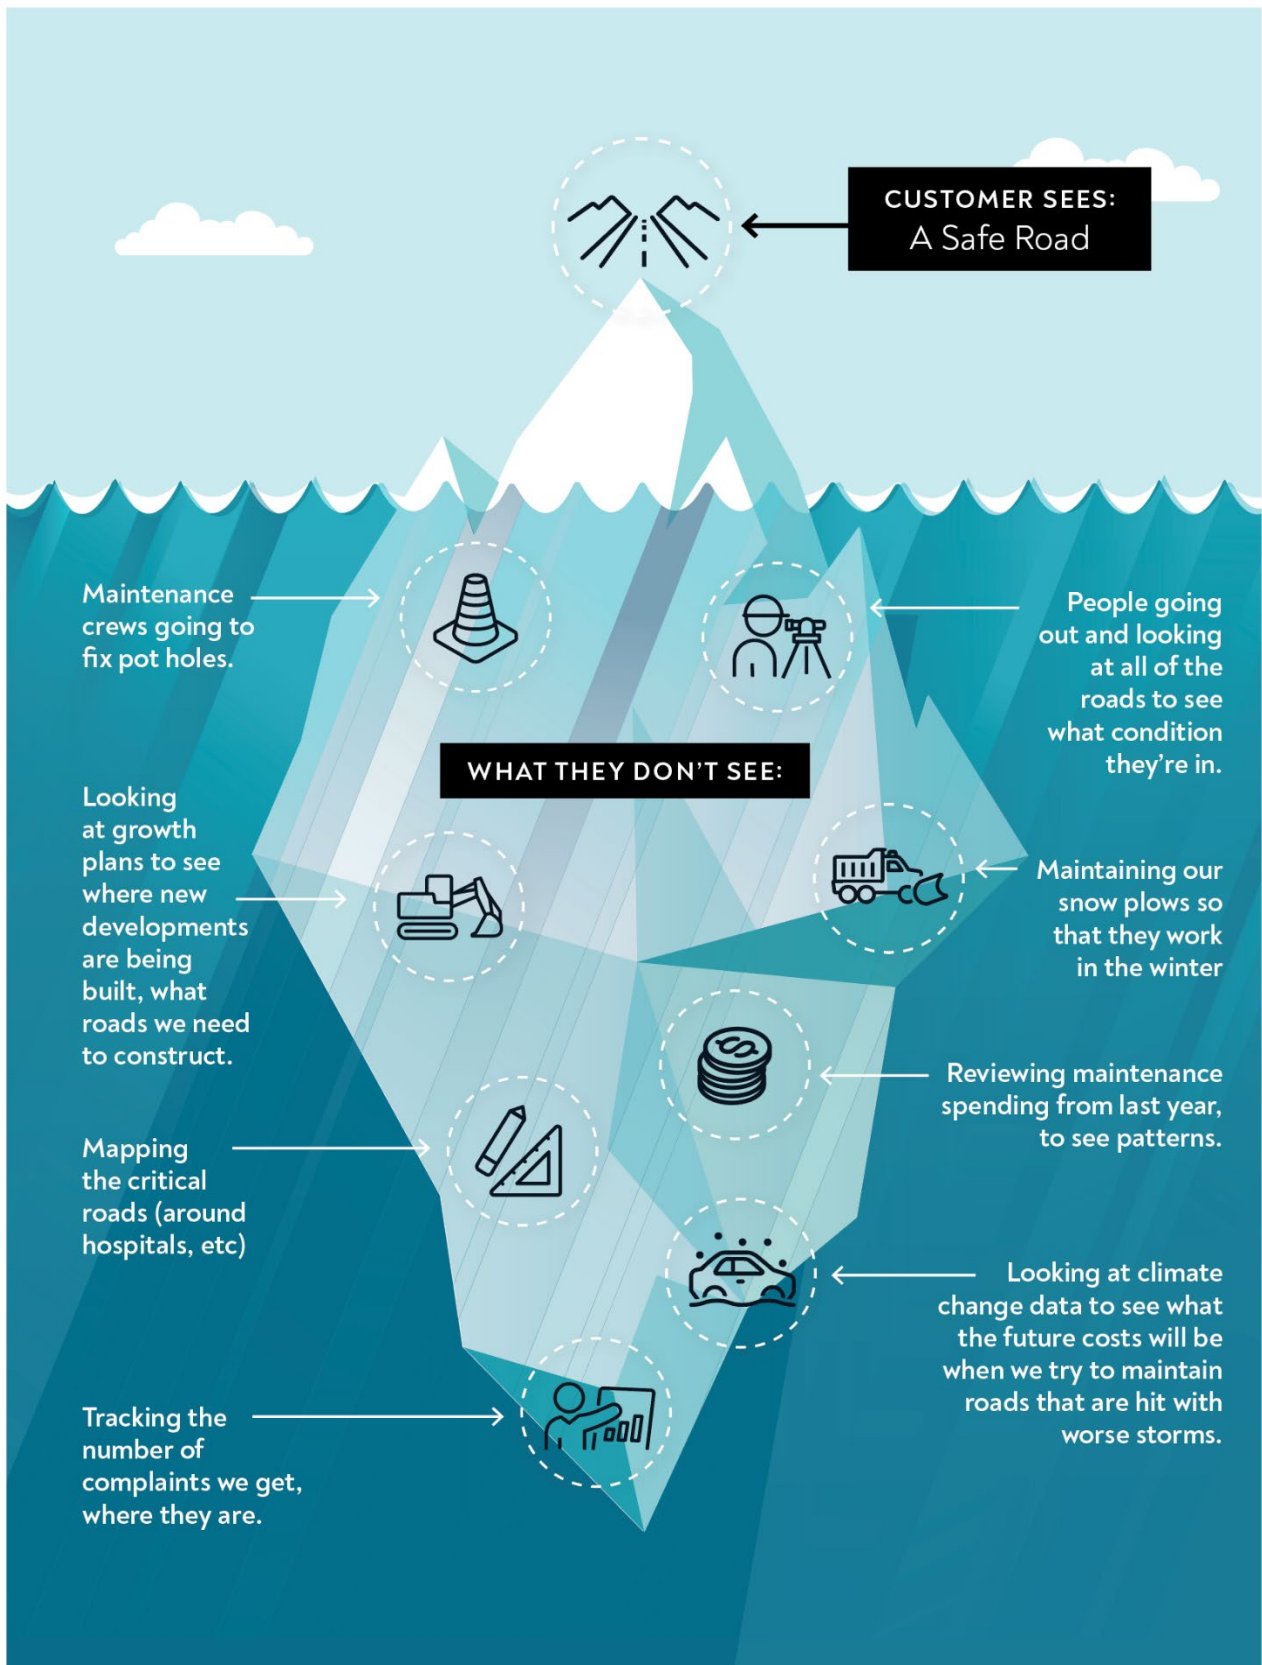 CUSTOMER SEES:
A Safe Road
Maintenance
crews going to
fix pot holes.
People going
out and looking
at all of the
roads to see
what condition
they're in.
WHAT THEY DON'T SEE:
Looking
at growth
plans to see
where new
developments
are being
built, what
roads we need
to construct.
Maintaining our
snow plows so
that they work
in the winter
Reviewing maintenance
spending from last year,
to see patterns.
Mapping
the critical
roads (around
hospitals, etc)
Looking at climate
change data to see what
the future costs will be
when we try to maintain
roads that are hit with
worse storms.
Tracking the
number of
complaints we get,
where they are.